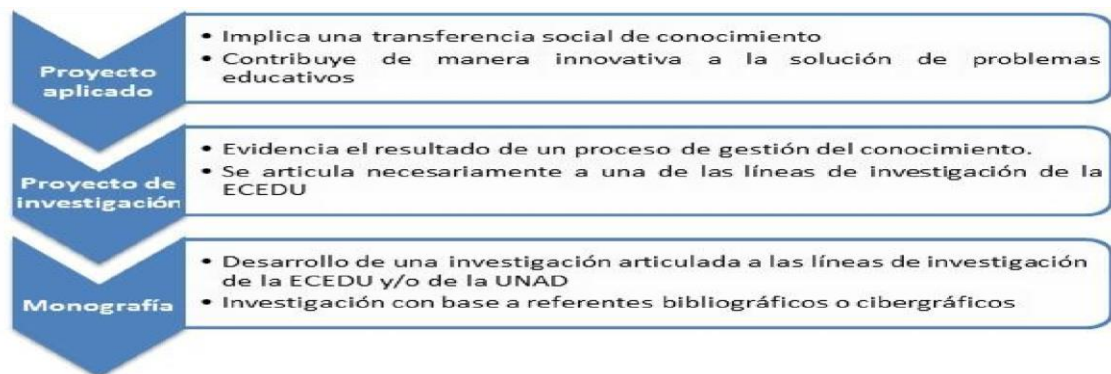 Proyecto
aplicado
• Implica una transferencia social de conocimiento
• Contribuye de manera innovativa a la solución de problemas
educativos
Proyecto de
investigación
• Evidencia el resultado de un proceso de gestión del conocimiento.
• Se articula necesariamente a una de las líneas de investigación de la
ECEDU
Monografía
• Desarrollo de una investigación articulada a las líneas de investigación
de la ECEDU y/o de la UNAD
• Investigación con base a referentes bibliográficos o cibergráficos